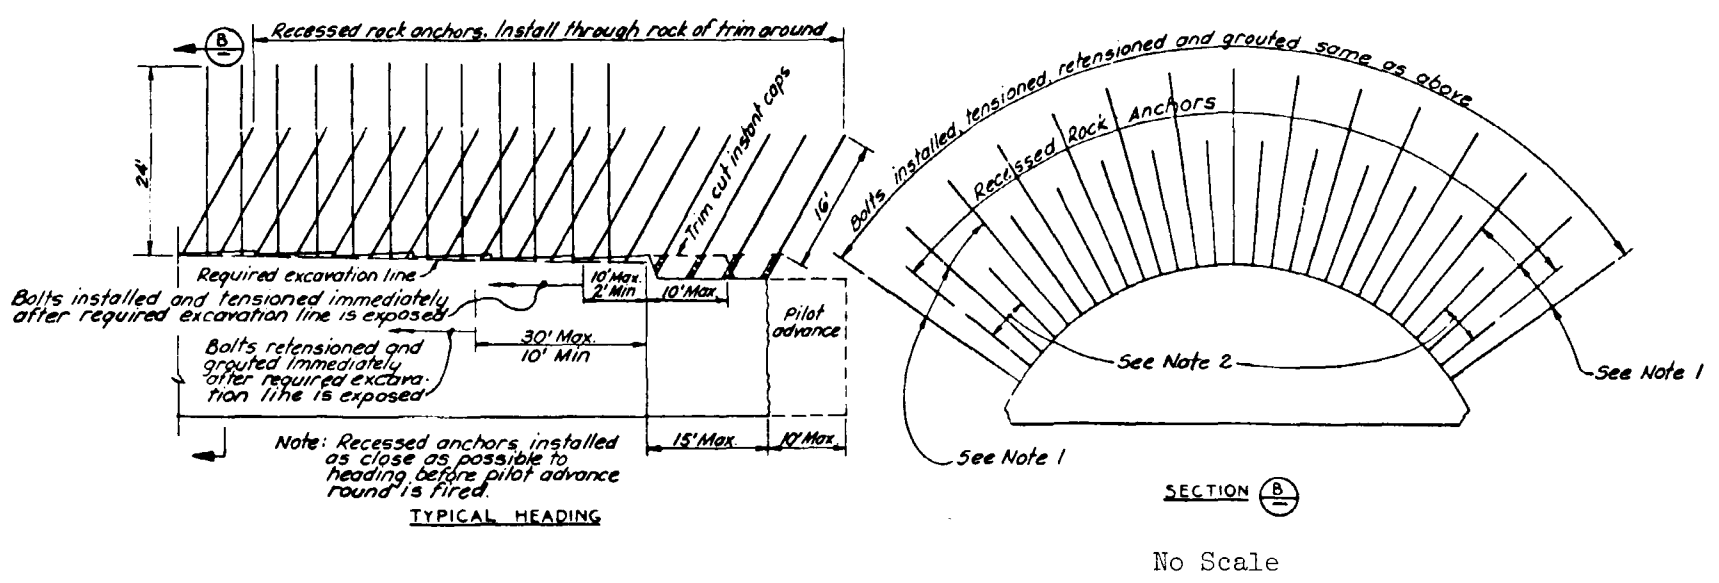 B
Recessed rock anchors. Install through rock of trim around
24'
Trim cut instant caps
16'
Required excavation line
10' Max.
2' Min
10' Max.
Bolts installed and tensioned immediately
after required excavation line is exposed
Pilot
advance
30' Max.
10' Min
Bolts retensioned and
grouted immediately
after required excava-
tion line is exposed
15' Max.
10' Max.
Note: Recessed anchors installed
as close as possible to
heading before pilot advance
round is fired.
TYPICAL HEADING
Bolts installed, tensioned, retensioned and grouted same as above
Recessed Rock Anchors
See Note 2
See Note 1
See Note 1
SECTION B
No Scale